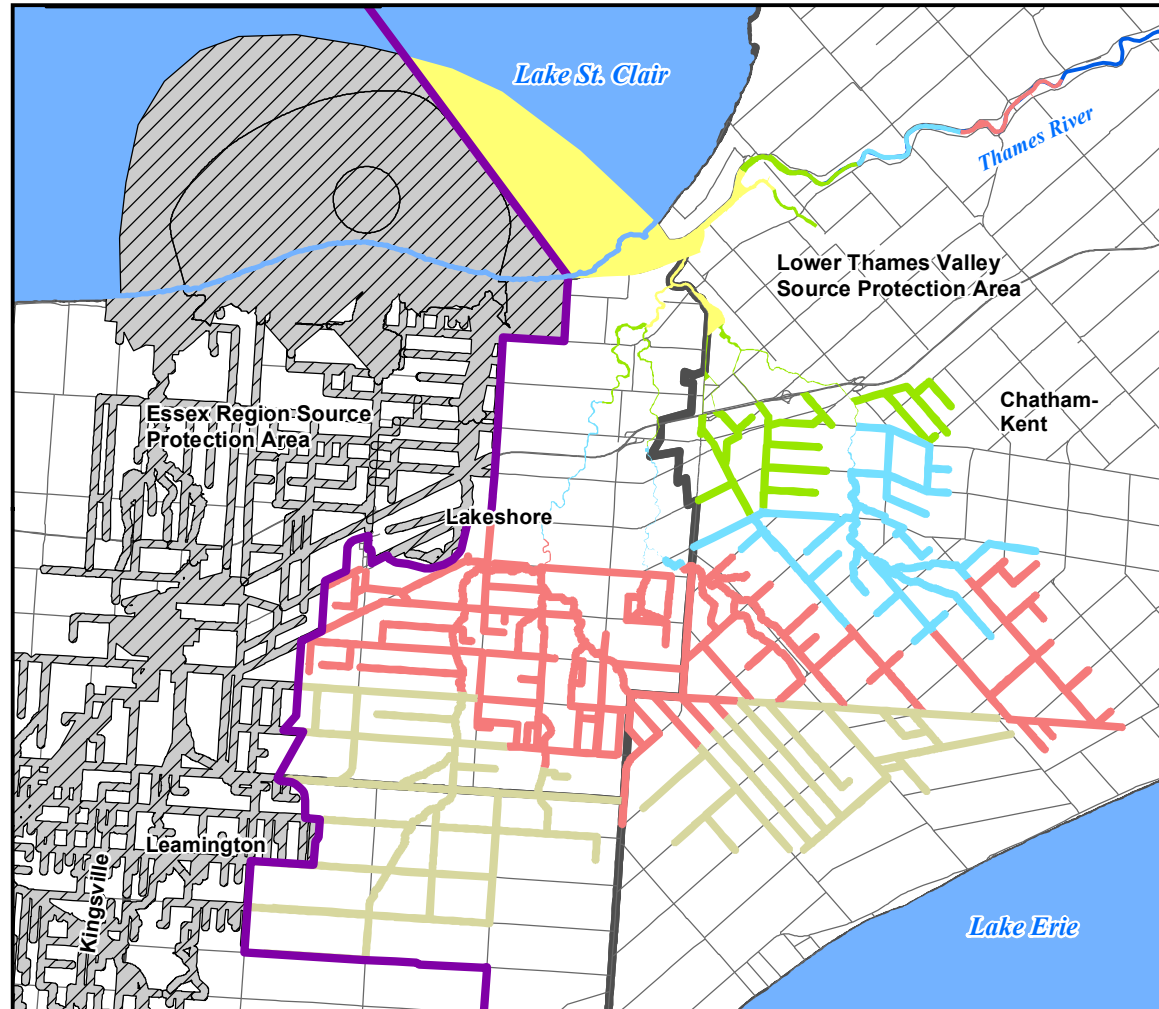 Lake St. Clair
Thames River
Lower Thames Valley
Source Protection Area
Chatham-
Kent
Essex Region Source
Protection Area
Lakeshore
Leamington
Kingsville
Lake Erie